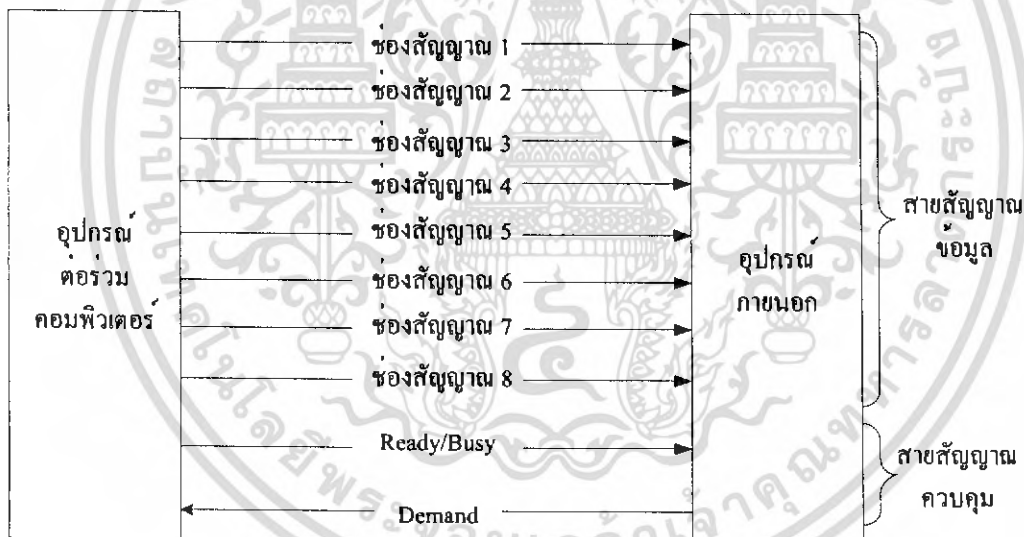 ช่องสัญญาณ 1
ช่องสัญญาณ 2
ช่องสัญญาณ 3
ช่องสัญญาณ 4
ช่องสัญญาณ 5
ช่องสัญญาณ 6
ช่องสัญญาณ 7
ช่องสัญญาณ 8
Ready/Busy
Demand
อุปกรณ์
ต่อร่วม
คอมพิวเตอร์
อุปกรณ์
ภายนอก
สายสัญญาณ
ข้อมูล
สายสัญญาณ
ควบคุม